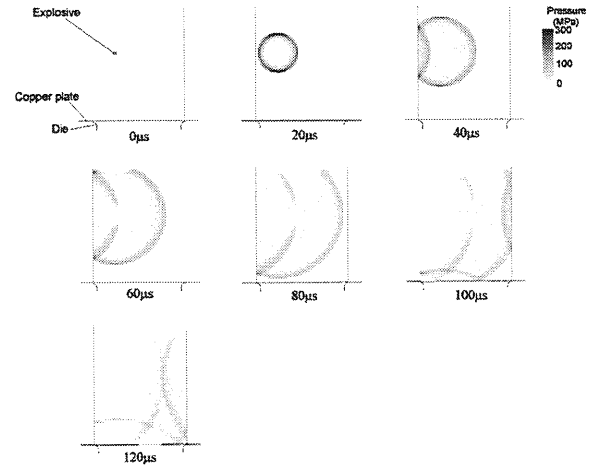 Explosive
Copper plate
Die
0μs
20μs
40μs
Pressure
(MPa)
300
200
100
0
60μs
80μs
100μs
120μs